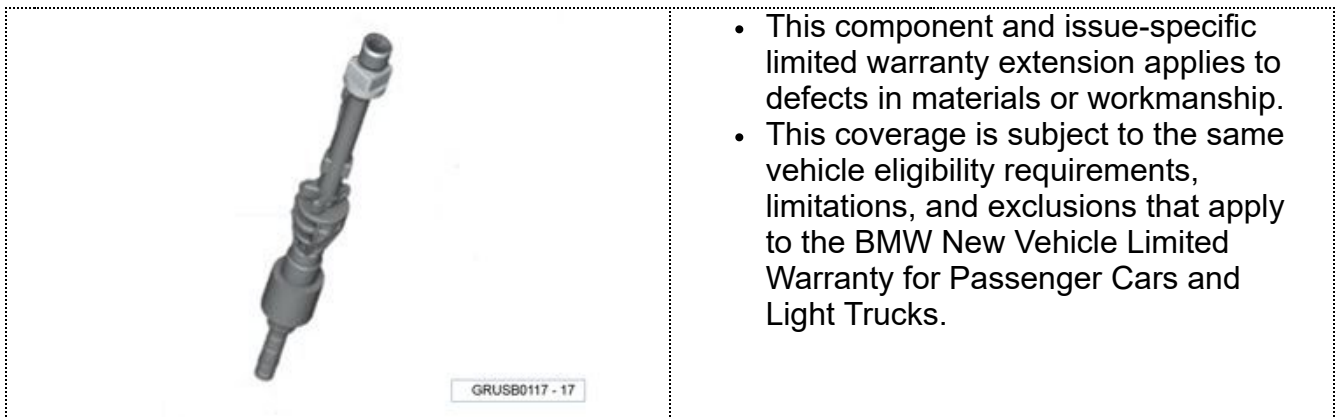 • This component and issue-specific
limited warranty extension applies to
defects in materials or workmanship.
• This coverage is subject to the same
vehicle eligibility requirements,
limitations, and exclusions that apply
to the BMW New Vehicle Limited
Warranty for Passenger Cars and
Light Trucks.
GRUSB0117 - 17